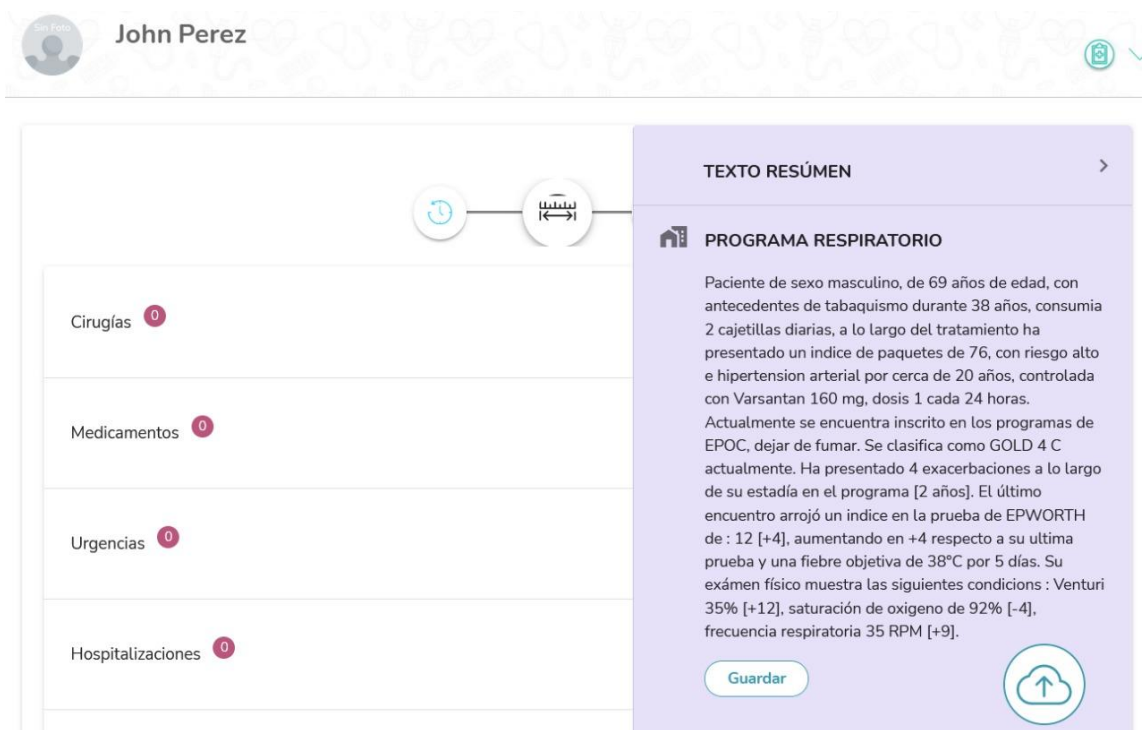 Sin Foto
John Perez
Cirugías 0
Medicamentos 0
Urgencias 0
Hospitalizaciones 0
TEXTO RESÚMEN
PROGRAMA RESPIRATORIO
Paciente de sexo masculino, de 69 años de edad, con
antecedentes de tabaquismo durante 38 años, consumia
2 cajetillas diarias, a lo largo del tratamiento ha
presentado un indice de paquetes de 76, con riesgo alto
e hipertension arterial por cerca de 20 años, controlada
con Varsantan 160 mg, dosis 1 cada 24 horas.
Actualmente se encuentra inscrito en los programas de
EPOC, dejar de fumar. Se clasifica como GOLD 4 C
actualmente. Ha presentado 4 exacerbaciones a lo largo
de su estadía en el programa [2 años]. El último
encuentro arrojó un indice en la prueba de EPWORTH
de : 12 [+4], aumentando en +4 respecto a su ultima
prueba y una fiebre objetiva de 38°C por 5 días. Su
exámen físico muestra las siguientes condicions : Venturi
35% [+12], saturación de oxigeno de 92% [-4],
frecuencia respiratoria 35 RPM [+9].
Guardar